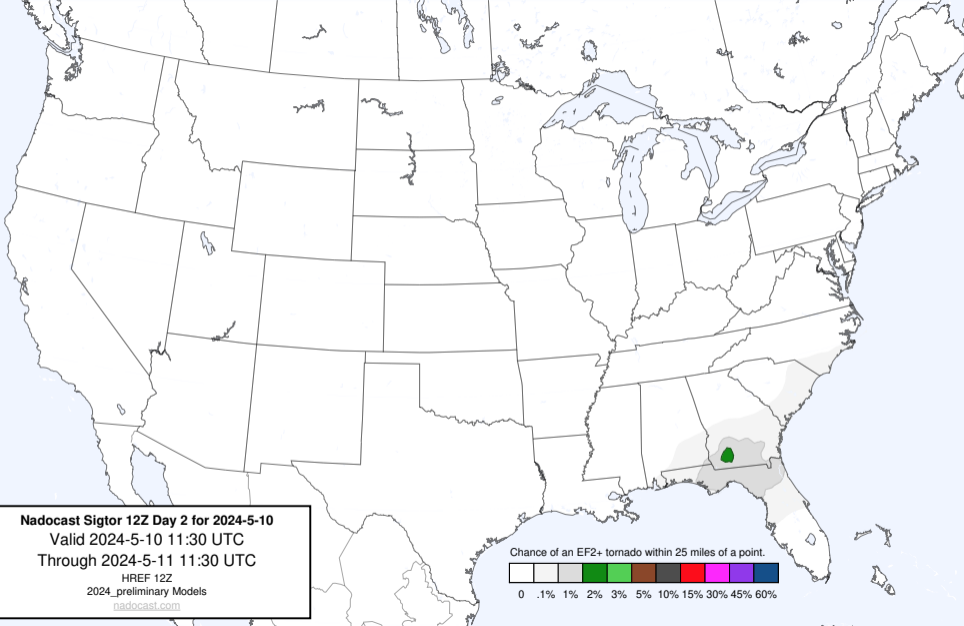 Nadocast Sigtor 12Z Day 2 for 2024-5-10
Valid 2024-5-10 11:30 UTC
Through 2024-5-11 11:30 UTC
HREF 12Z
2024_preliminary Models
nadocast.com
Chance of an EF2+ tornado within 25 miles of a point.
0 .1% 1% 2% 3% 5% 10% 15% 30% 45% 60%